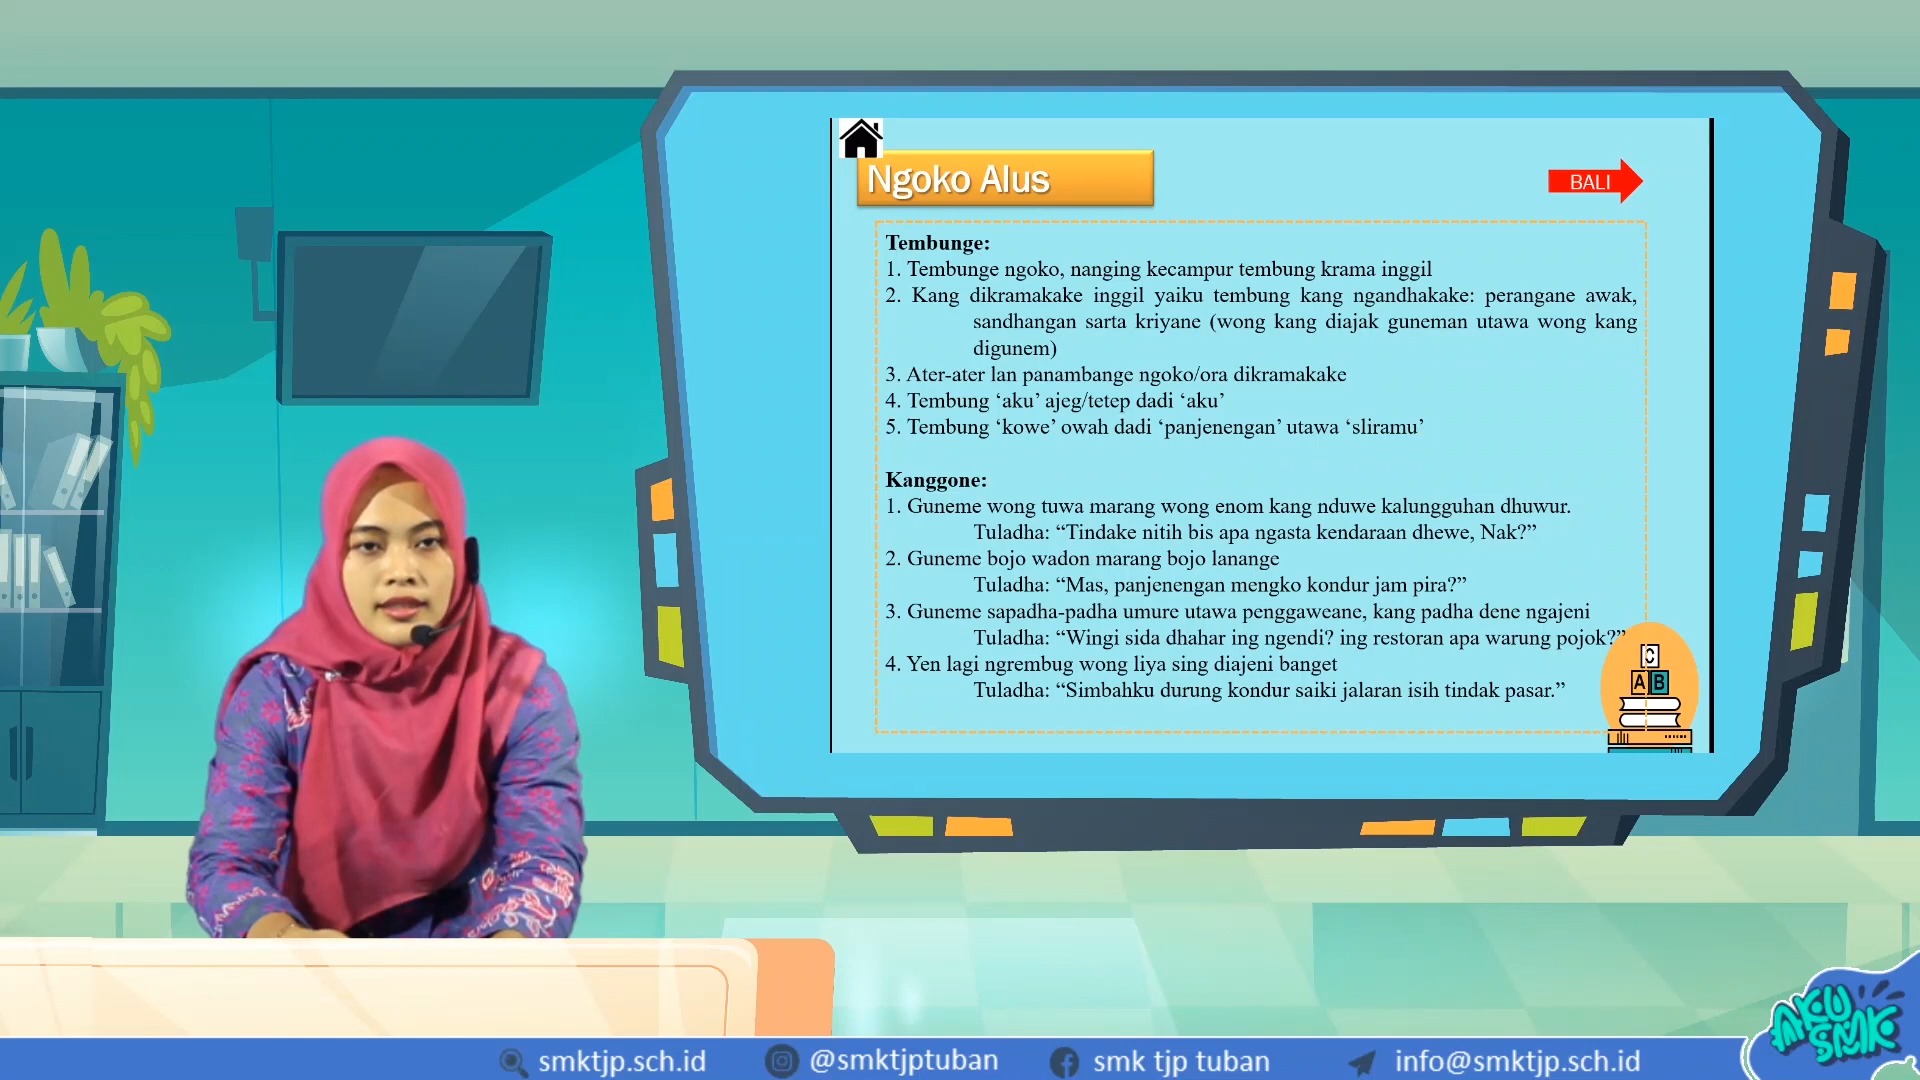 Ngoko Alus
BALI
Tembunge:
1. Tembunge ngoko, nanging kecampur tembung krama inggil
2. Kang dikramakake inggil yaiku tembung kang ngandhakake: perangane awak,
sandhangan sarta kriyane (wong kang diajak guneman utawa wong kang
digunem)
3. Ater-ater lan panambange ngoko/ora dikramakake
4. Tembung ‘aku’ ajeg/tetep dadi ‘aku’
5. Tembung ‘kowe’ owah dadi ‘panjenengan’ utawa ‘sliramu’
Kanggone:
1. Guneme wong tuwa marang wong enom kang nduwe kalungguhan dhuwur.
Tuladha: “Tindake nitih bis apa ngasta kendaraan dhewe, Nak?”
2. Guneme bojo wadon marang bojo lanange
Tuladha: “Mas, panjenengan mengko kondur jam pira?”
3. Guneme sapadha-padha umure utawa penggaweane, kang padha dene ngajeni
Tuladha: “Wingi sida dhahar ing ngendi? ing restoran apa warung pojok?”
4. Yen lagi ngrembug wong liya sing diajeni banget
Tuladha: “Simbahku durung kondur saiki jalaran isih tindak pasar.”
C
A B
smktjp.sch.id
@smktjptuban
smk tjp tuban
info@smktjp.sch.id
AKU
SMK